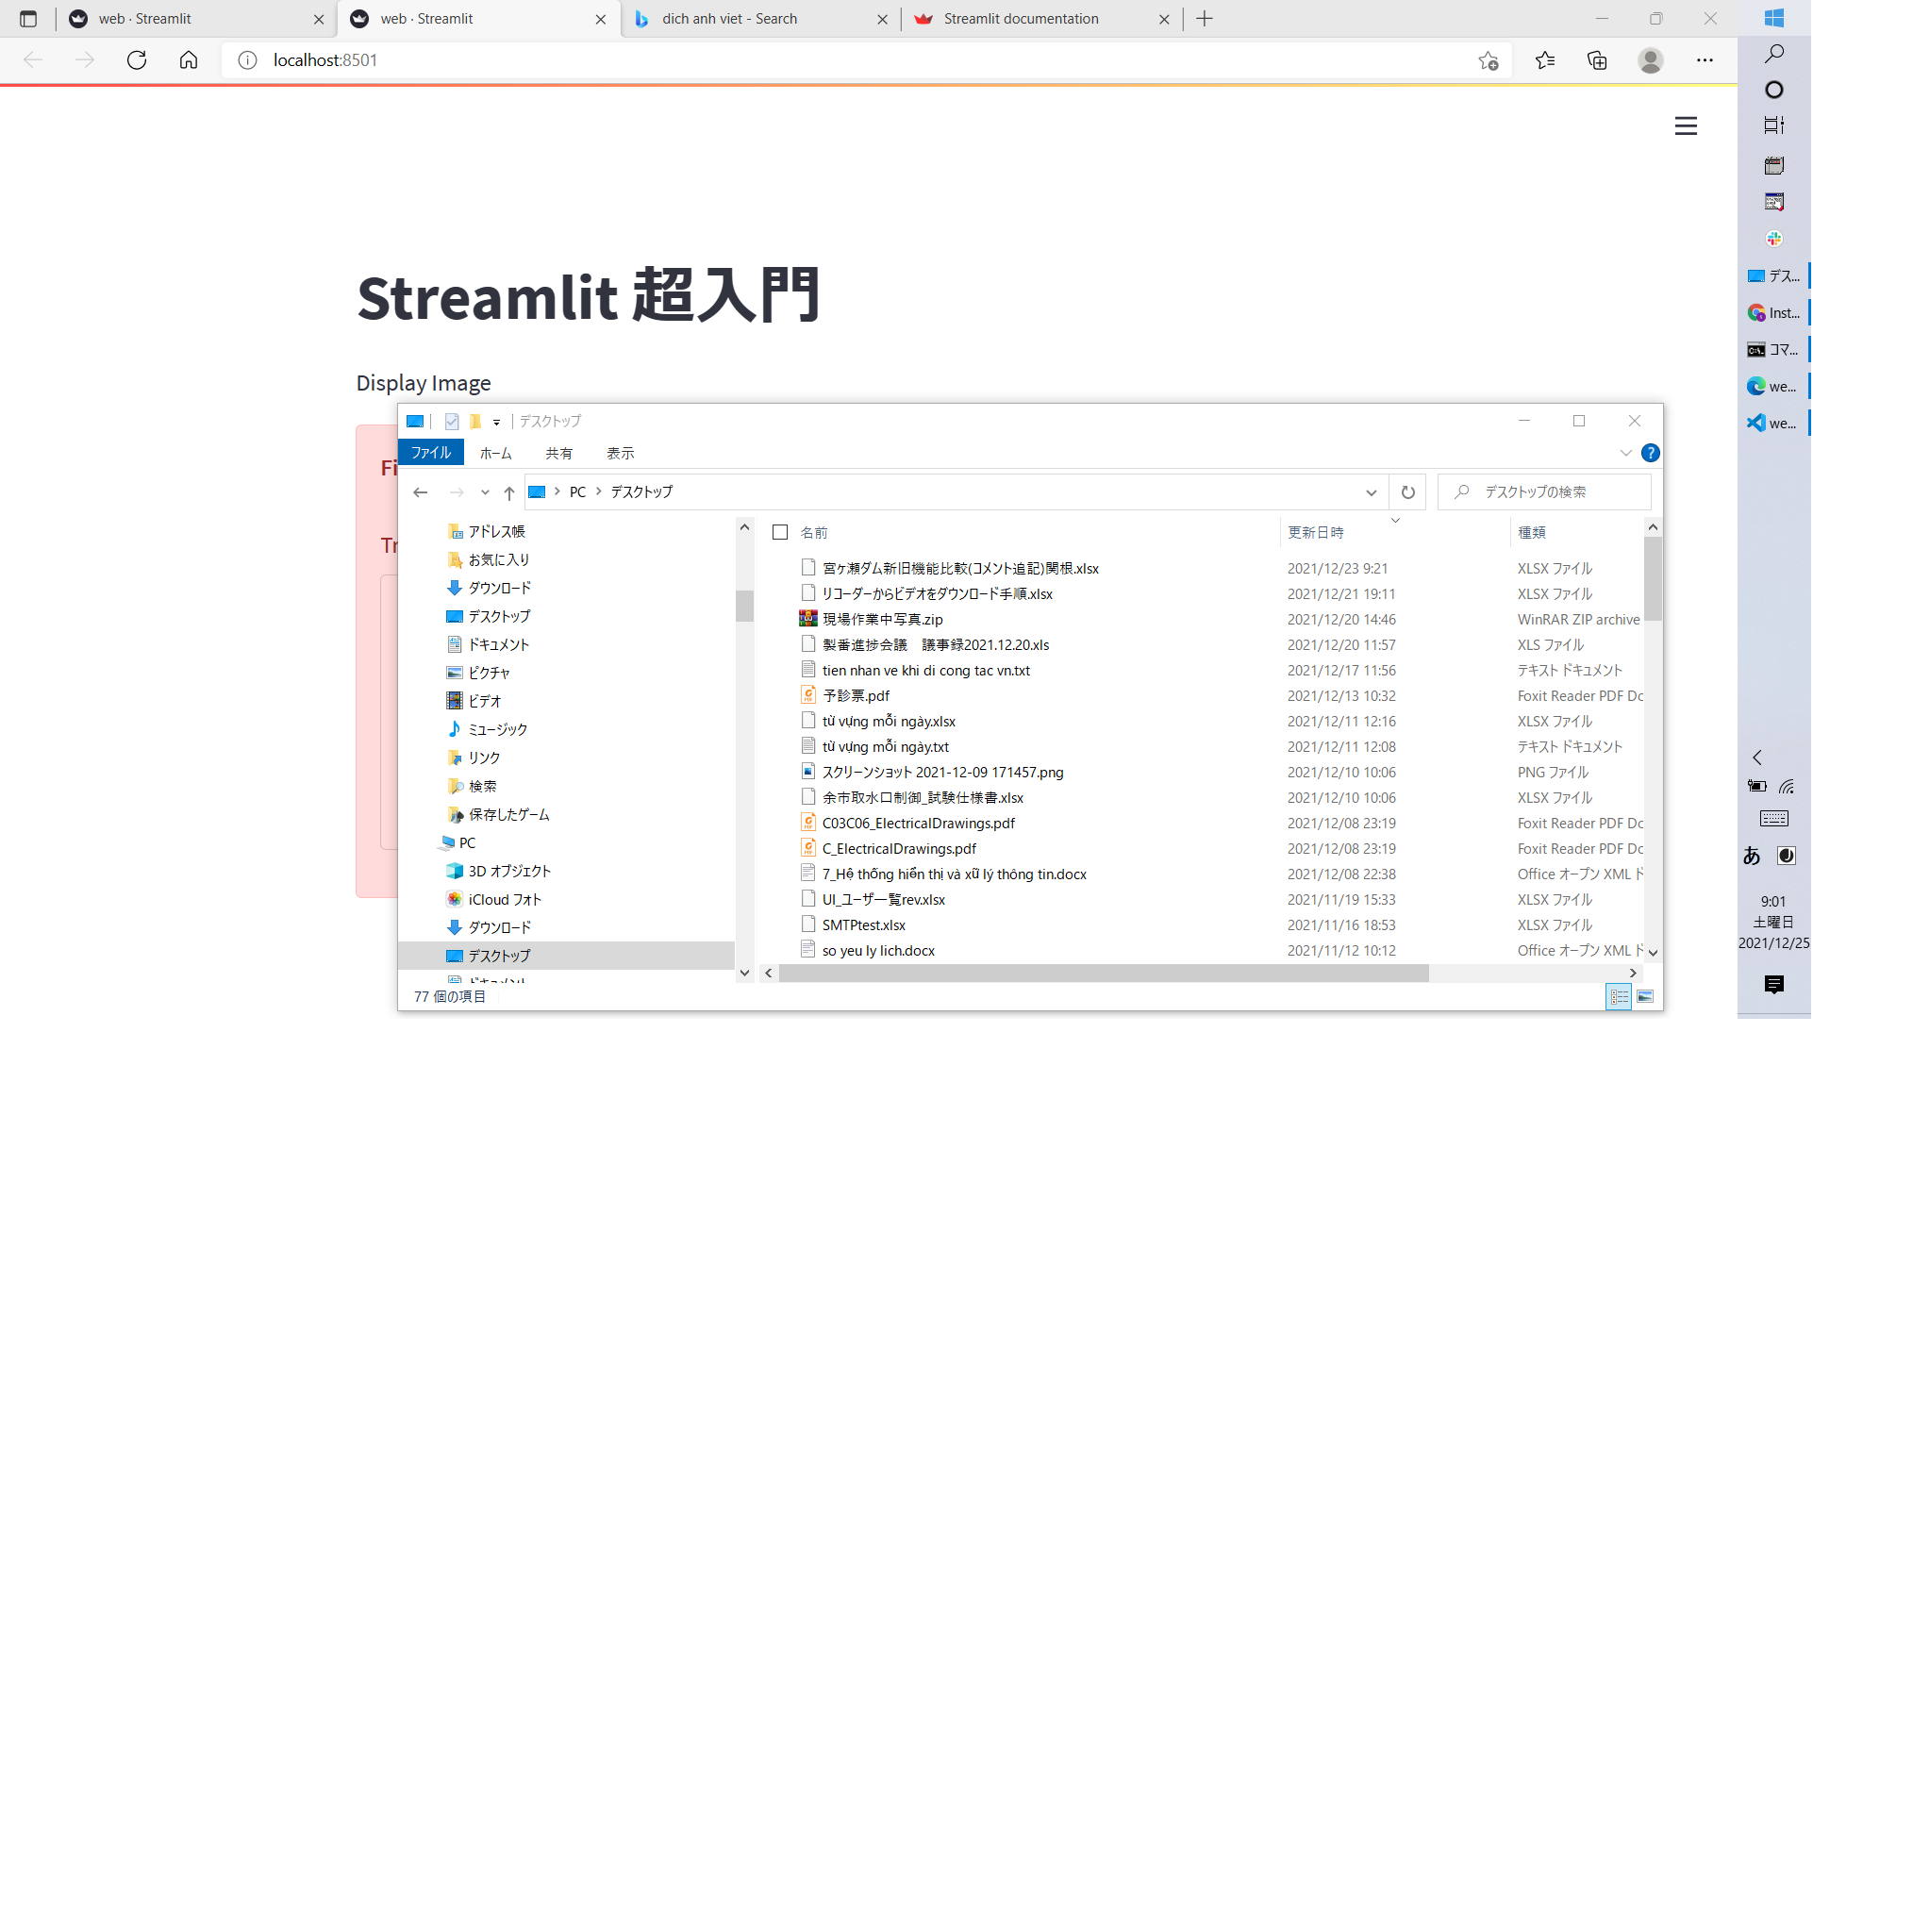 web · Streamlit
web · Streamlit
dich anh viet - Search
Streamlit documentation
localhost:8501
Streamlit 超入門
Display Image
Fi
Tr
デスクトップ
ファイル ホーム 共有 表示
PC デスクトップ
デスクトップの検索
アドレス帳
お気に入り
ダウンロード
デスクトップ
ドキュメント
ピクチャ
ビデオ
ミュージック
リンク
検索
保存したゲーム
PC
3D オブジェクト
iCloud フォト
ダウンロード
デスクトップ
ドキュメント
名前 更新日時 種類
宮ヶ瀬ダム新旧機能比較(コメント追記)関根.xlsx 2021/12/23 9:21 XLSX ファイル
リコーダーからビデオをダウンロード手順.xlsx 2021/12/21 19:11 XLSX ファイル
現場作業中写真.zip 2021/12/20 14:46 WinRAR ZIP archive
製番進捗会議　議事録2021.12.20.xls 2021/12/20 11:57 XLS ファイル
tien nhan ve khi di cong tac vn.txt 2021/12/17 11:56 テキスト ドキュメント
予診票.pdf 2021/12/13 10:32 Foxit Reader PDF Dc
từ vựng mỗi ngày.xlsx 2021/12/11 12:16 XLSX ファイル
từ vựng mỗi ngày.txt 2021/12/11 12:08 テキスト ドキュメント
スクリーンショット 2021-12-09 171457.png 2021/12/10 10:06 PNG ファイル
余市取水口制御_試験仕様書.xlsx 2021/12/10 10:06 XLSX ファイル
C03C06_ElectricalDrawings.pdf 2021/12/08 23:19 Foxit Reader PDF Dc
C_ElectricalDrawings.pdf 2021/12/08 23:19 Foxit Reader PDF Dc
7_Hệ thống hiển thị và xữ lý thông tin.docx 2021/12/08 22:38 Office オープン XML ド
UI_ユーザ一覧rev.xlsx 2021/11/19 15:33 XLSX ファイル
SMTPtest.xlsx 2021/11/16 18:53 XLSX ファイル
so yeu ly lich.docx 2021/11/12 10:12 Office オープン XML ド
77 個の項目
デス...
Inst...
コマ...
we...
we...
あ
9:01
土曜日
2021/12/25